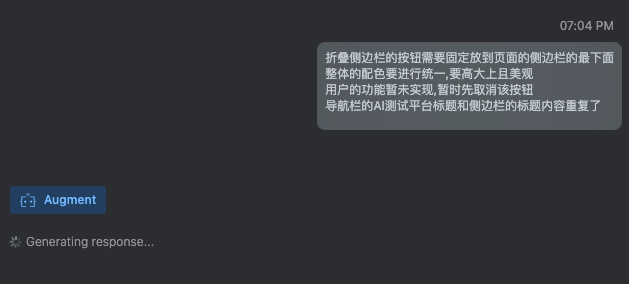 07:04 PM
折叠侧边栏的按钮需要固定放到页面的侧边栏的最下面
整体的配色要进行统一,要高大上且美观
用户的功能暂未实现,暂时先取消该按钮
导航栏的AI测试平台标题和侧边栏的标题内容重复了
Augment
Generating response...